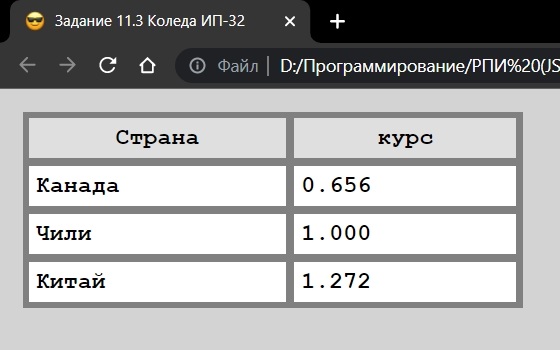 Задание 11.3 Коледа ИП-32
Файл | D:/Программирование/РПИ%20(JS
Страна курс
Канада 0.656
Чили 1.000
Китай 1.272